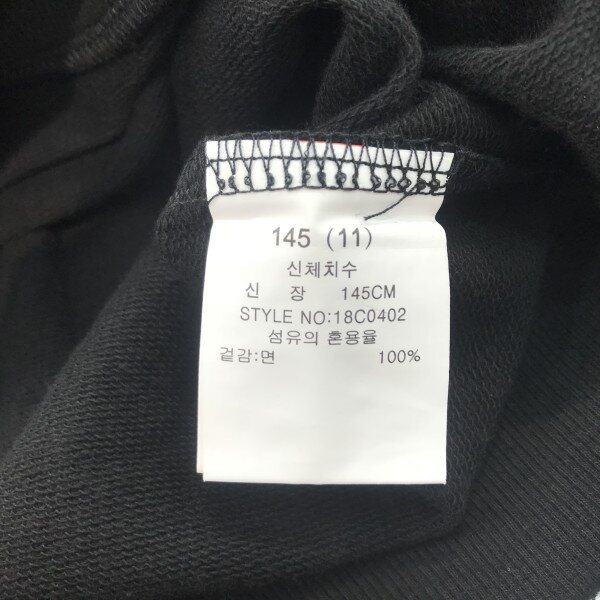 145 (11)
신체치수
신 장 145CM
STYLE NO:18C0402
섬유의 혼용율
겉감:면 100%